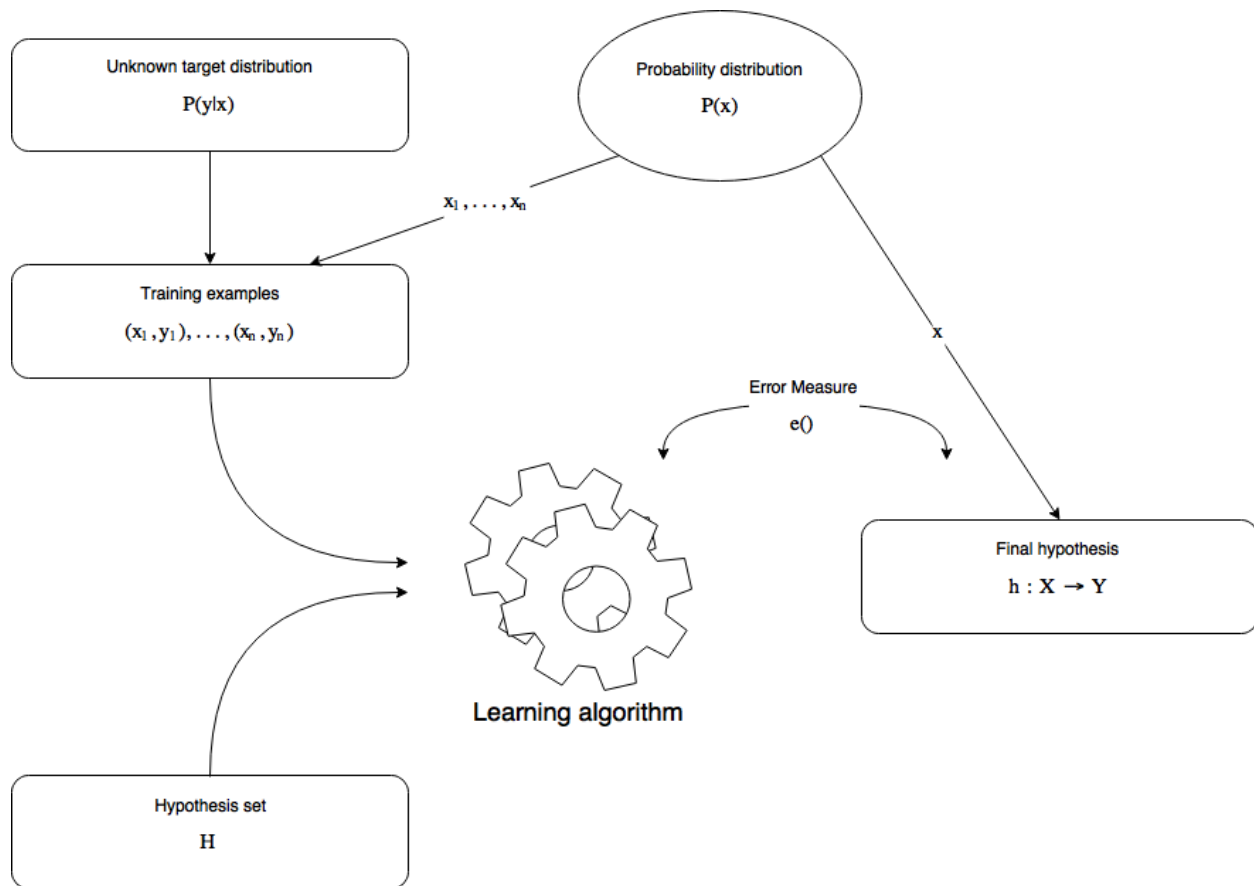 Unknown target distribution
P(y|x)
Probability distribution
P(x)
x₁ , . . . , xₙ
Training examples
(x₁ , y₁ ) , . . . , (xₙ , yₙ )
x
Error Measure
e()
Final hypothesis
h : X → Y
Learning algorithm
Hypothesis set
H